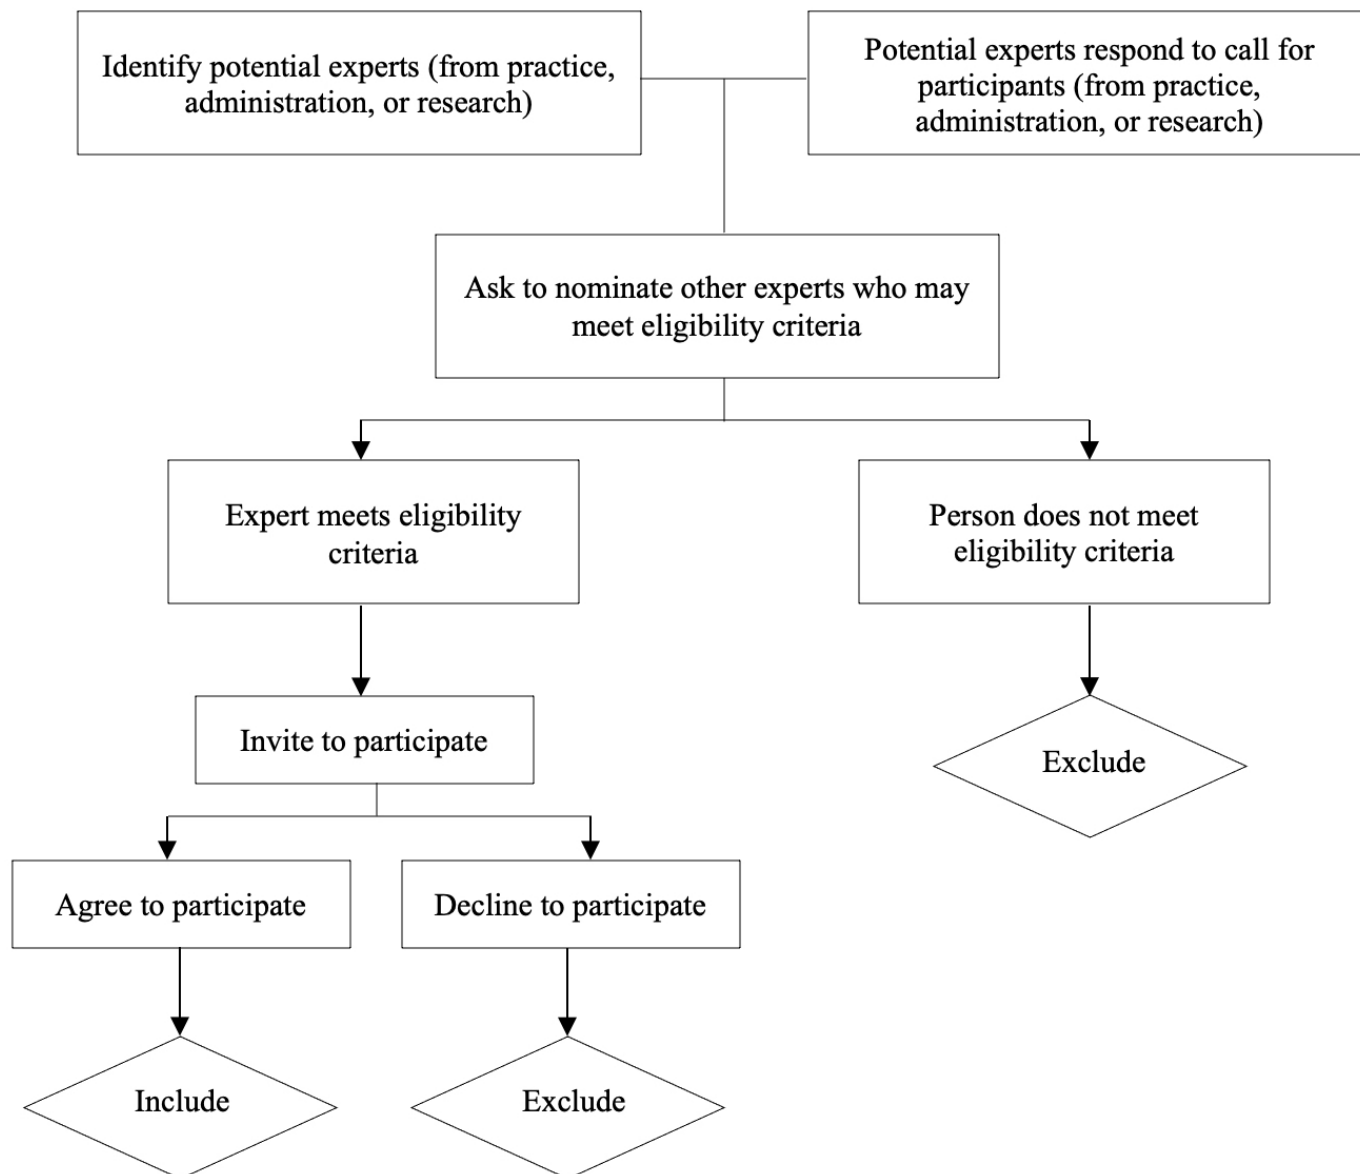 Identify potential experts (from practice,
administration, or research)
Potential experts respond to call for
participants (from practice,
administration, or research)
Ask to nominate other experts who may
meet eligibility criteria
Expert meets eligibility
criteria
Person does not meet
eligibility criteria
Invite to participate
Exclude
Agree to participate
Decline to participate
Include
Exclude